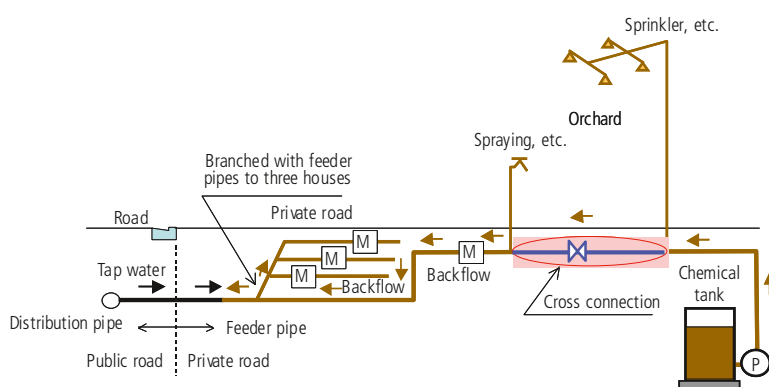 Sprinkler, etc.
Orchard
Spraying, etc.
Branched with feeder
pipes to three houses
Private road
Road
M
M
M
M
Tap water
Backflow
Backflow
Chemical
tank
Cross connection
Distribution pipe
Feeder pipe
P
Public road
Private road